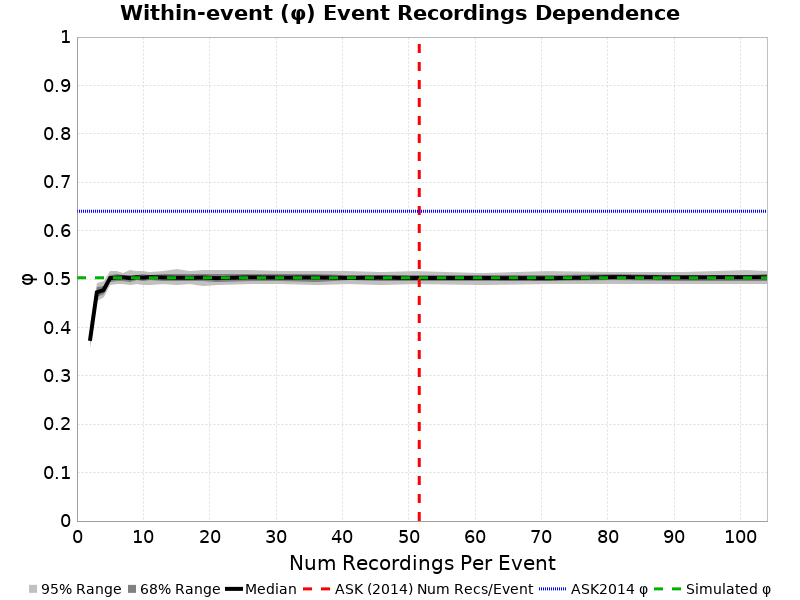 Within-event (φ) Event Recordings Dependence
1
0.9
0.8
0.7
0.6
0.5
0.4
0.3
0.2
0.1
0
φ
0 10 20 30 40 50 60 70 80 90 100
Num Recordings Per Event
95% Range 68% Range Median ASK (2014) Num Recs/Event ASK2014 φ Simulated φ